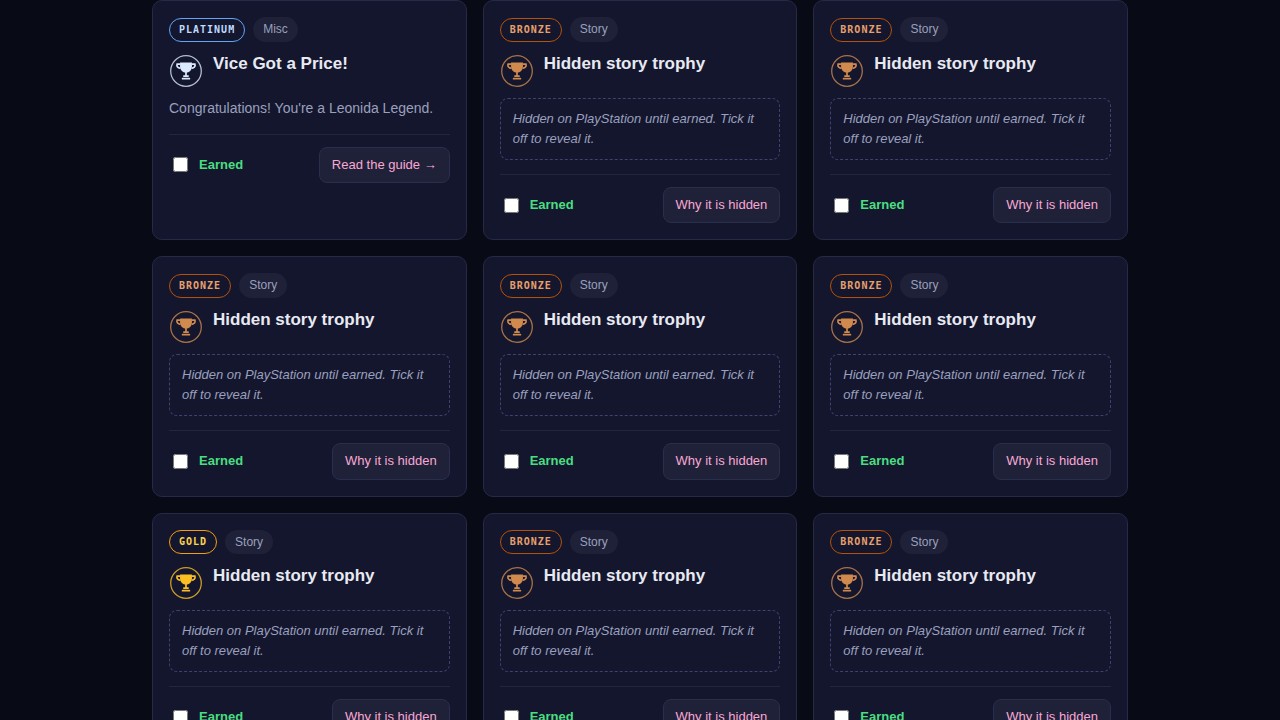 PLATINUM Misc
Vice Got a Price!
Congratulations! You're a Leonida Legend.
Earned Read the guide →
BRONZE Story
Hidden story trophy
Hidden on PlayStation until earned. Tick it
off to reveal it.
Earned Why it is hidden
BRONZE Story
Hidden story trophy
Hidden on PlayStation until earned. Tick it
off to reveal it.
Earned Why it is hidden
BRONZE Story
Hidden story trophy
Hidden on PlayStation until earned. Tick it
off to reveal it.
Earned Why it is hidden
BRONZE Story
Hidden story trophy
Hidden on PlayStation until earned. Tick it
off to reveal it.
Earned Why it is hidden
BRONZE Story
Hidden story trophy
Hidden on PlayStation until earned. Tick it
off to reveal it.
Earned Why it is hidden
GOLD Story
Hidden story trophy
Hidden on PlayStation until earned. Tick it
off to reveal it.
Earned Why it is hidden
BRONZE Story
Hidden story trophy
Hidden on PlayStation until earned. Tick it
off to reveal it.
Earned Why it is hidden
BRONZE Story
Hidden story trophy
Hidden on PlayStation until earned. Tick it
off to reveal it.
Earned Why it is hidden